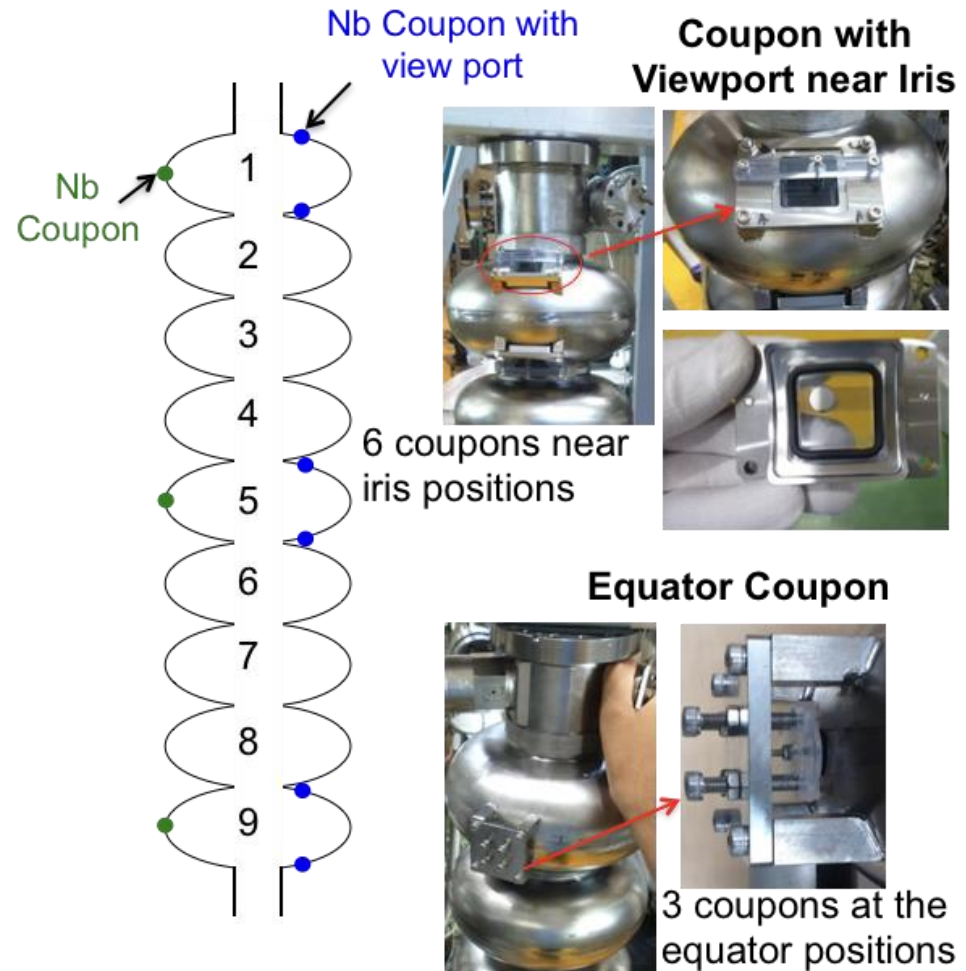 Nb Coupon with
view port
Nb
Coupon
1
2
3
4
5
6
7
8
9
Coupon with
Viewport near Iris
6 coupons near
iris positions
Equator Coupon
3 coupons at the
equator positions